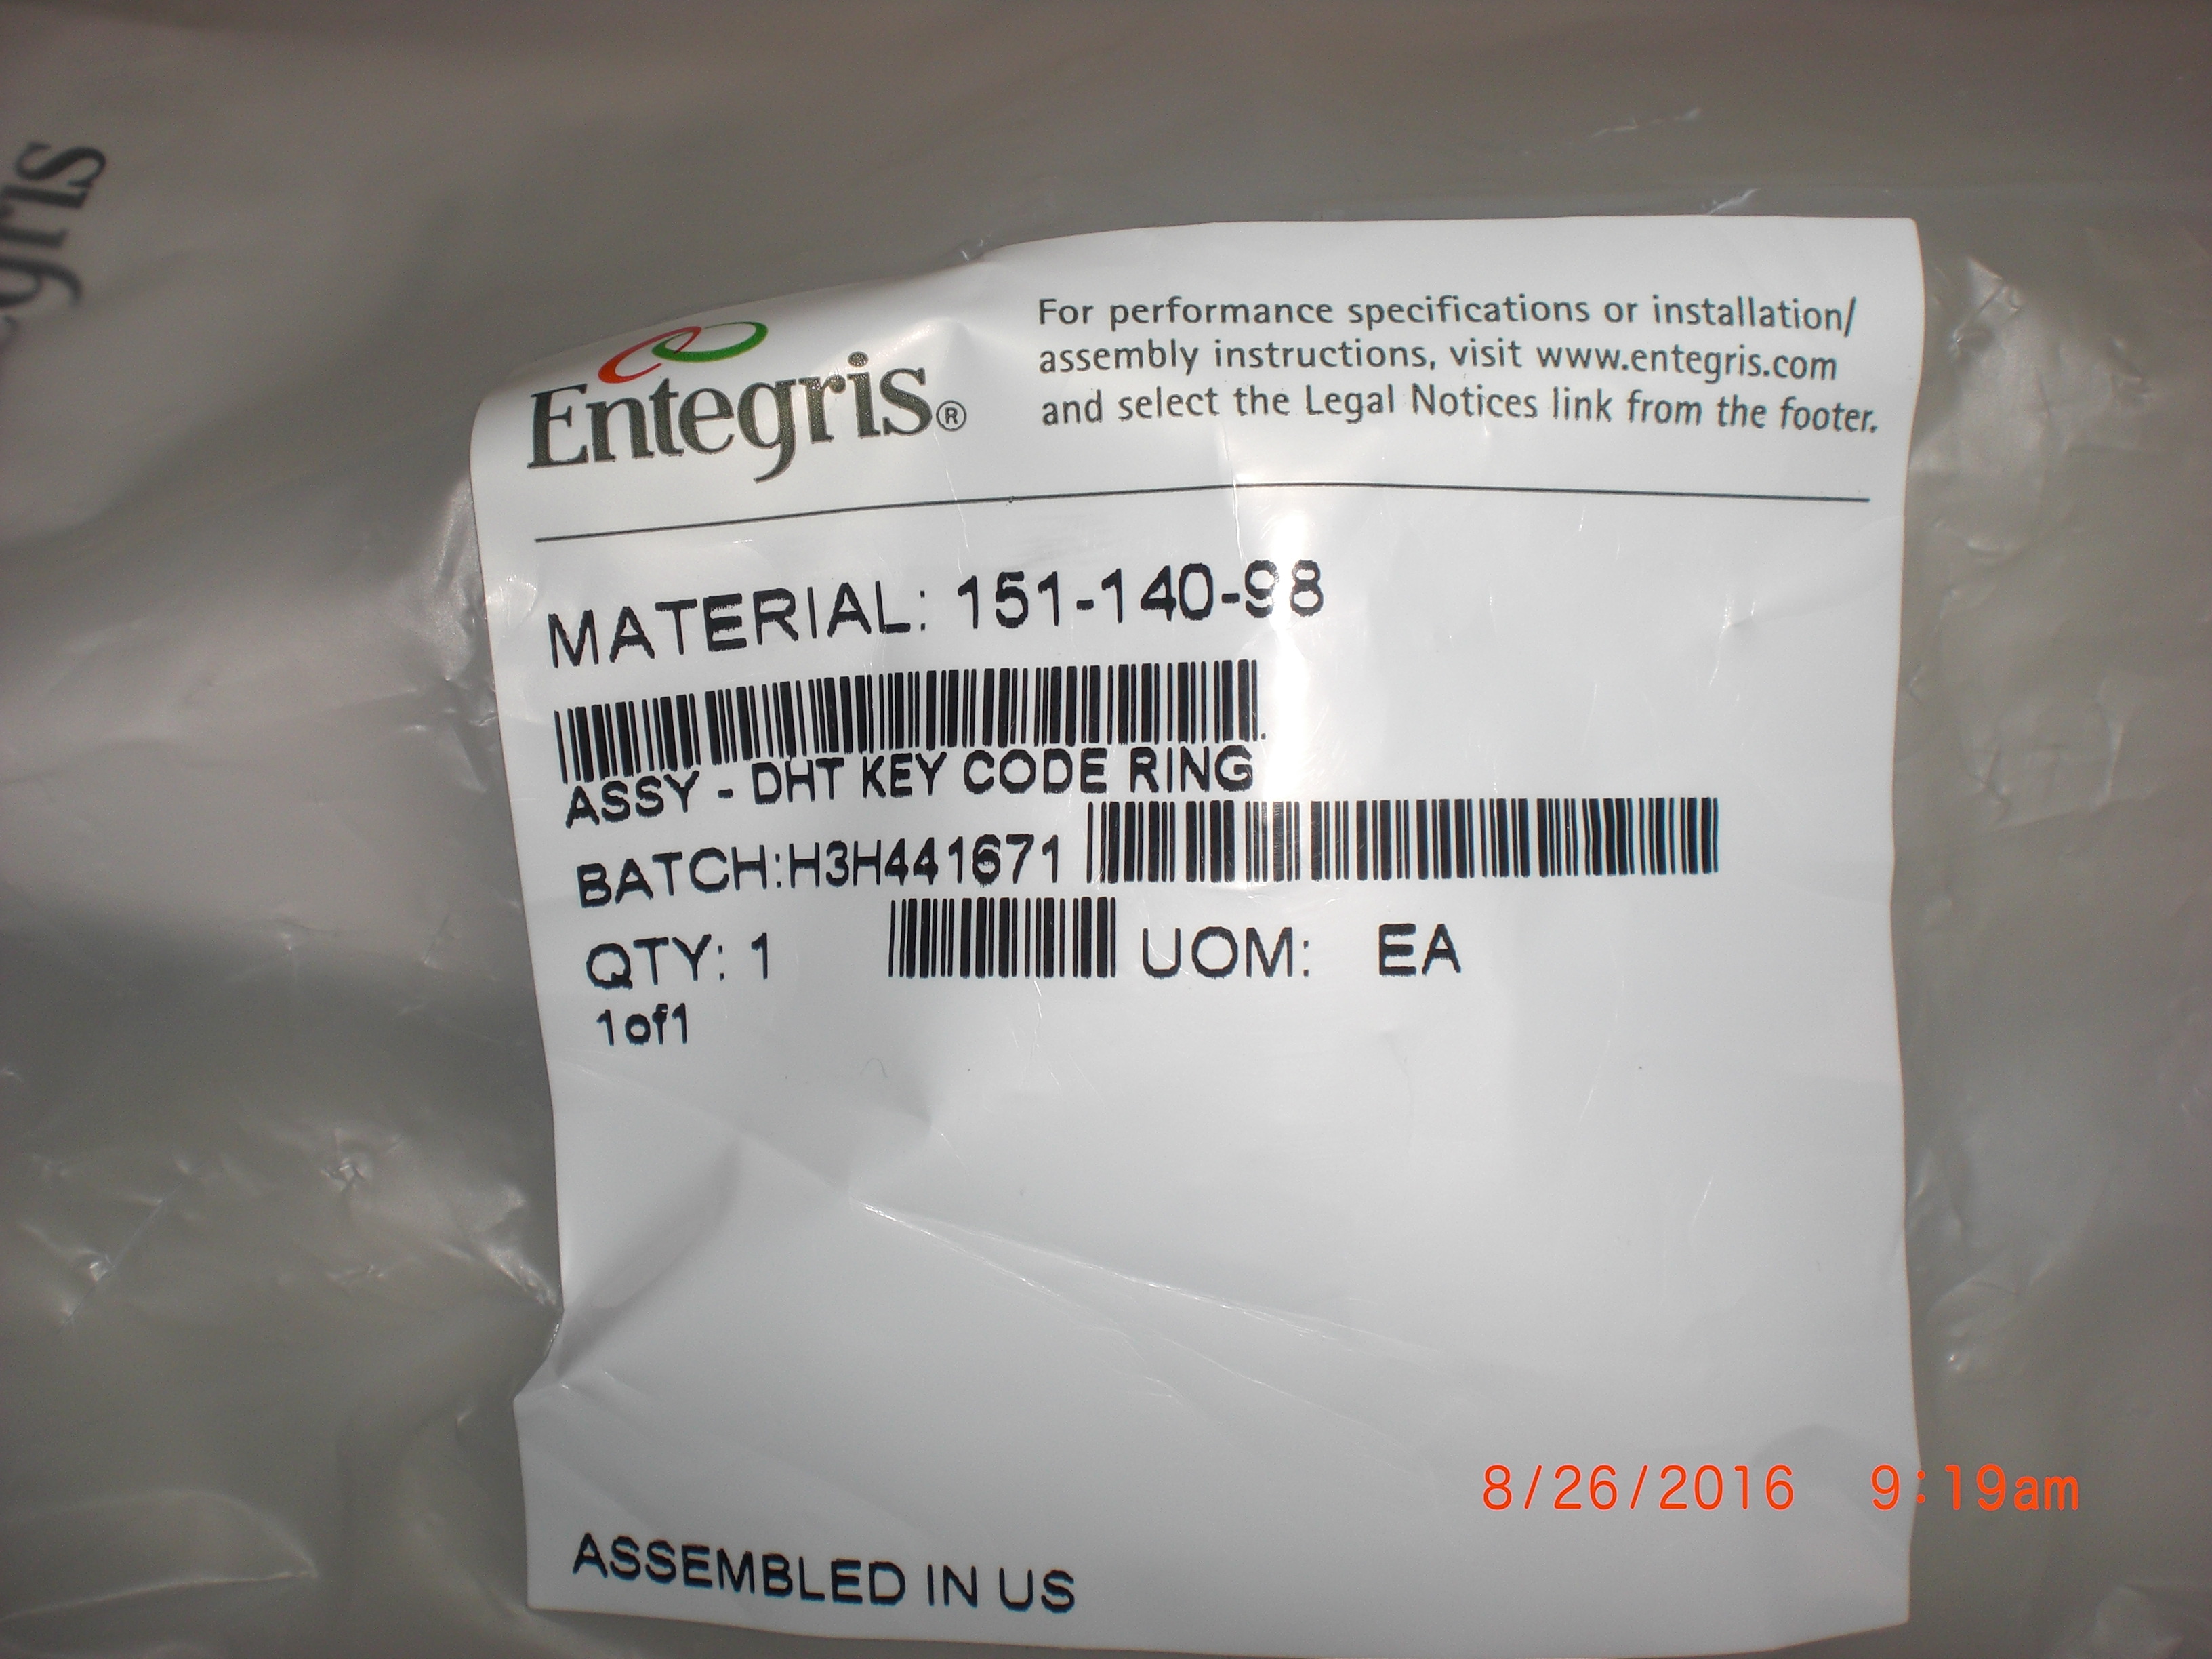 egris
Entegris®
For performance specifications or installation/
assembly instructions, visit www.entegris.com
and select the Legal Notices link from the footer.
MATERIAL: 151-140-98
ASSY - DHT KEY CODE RING
BATCH:H3H441671
QTY: 1 UOM: EA
1of1
8/26/2016 9:19am
ASSEMBLED IN US